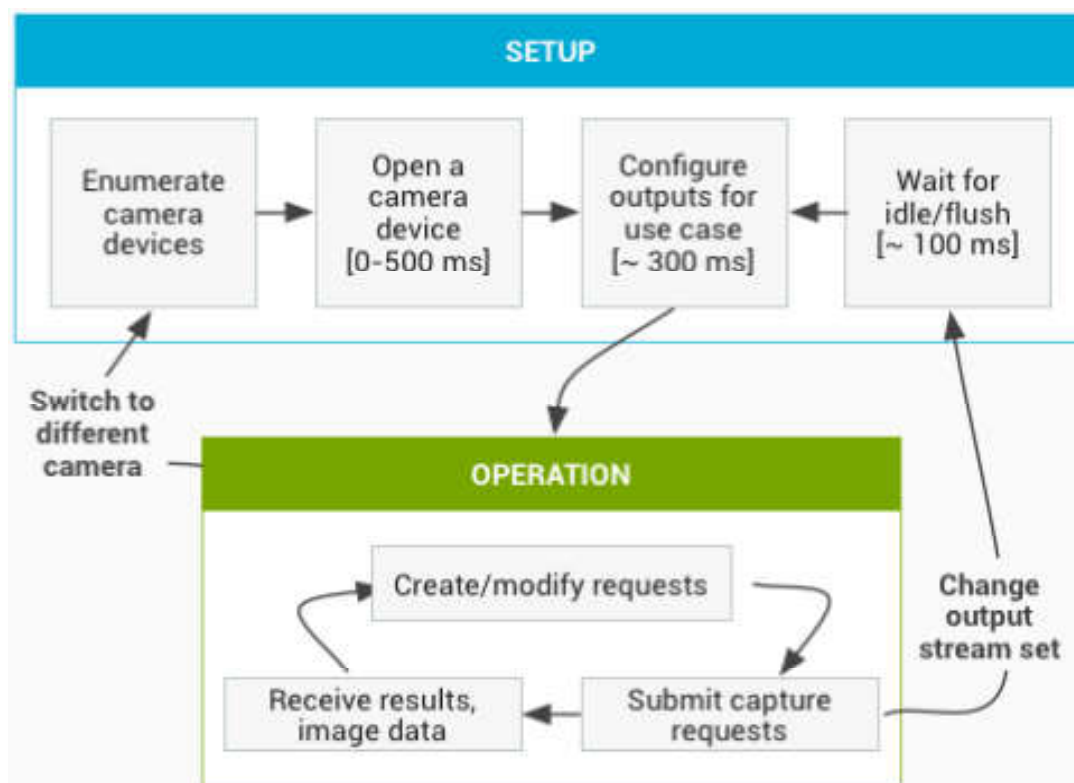 SETUP
Enumerate
camera
devices
Open a
camera
device
[0-500 ms]
Configure
outputs for
use case
[~ 300 ms]
Wait for
idle/flush
[~ 100 ms]
Switch to
different
camera
OPERATION
Create/modify requests
Receive results,
image data
Submit capture
requests
Change
output
stream set